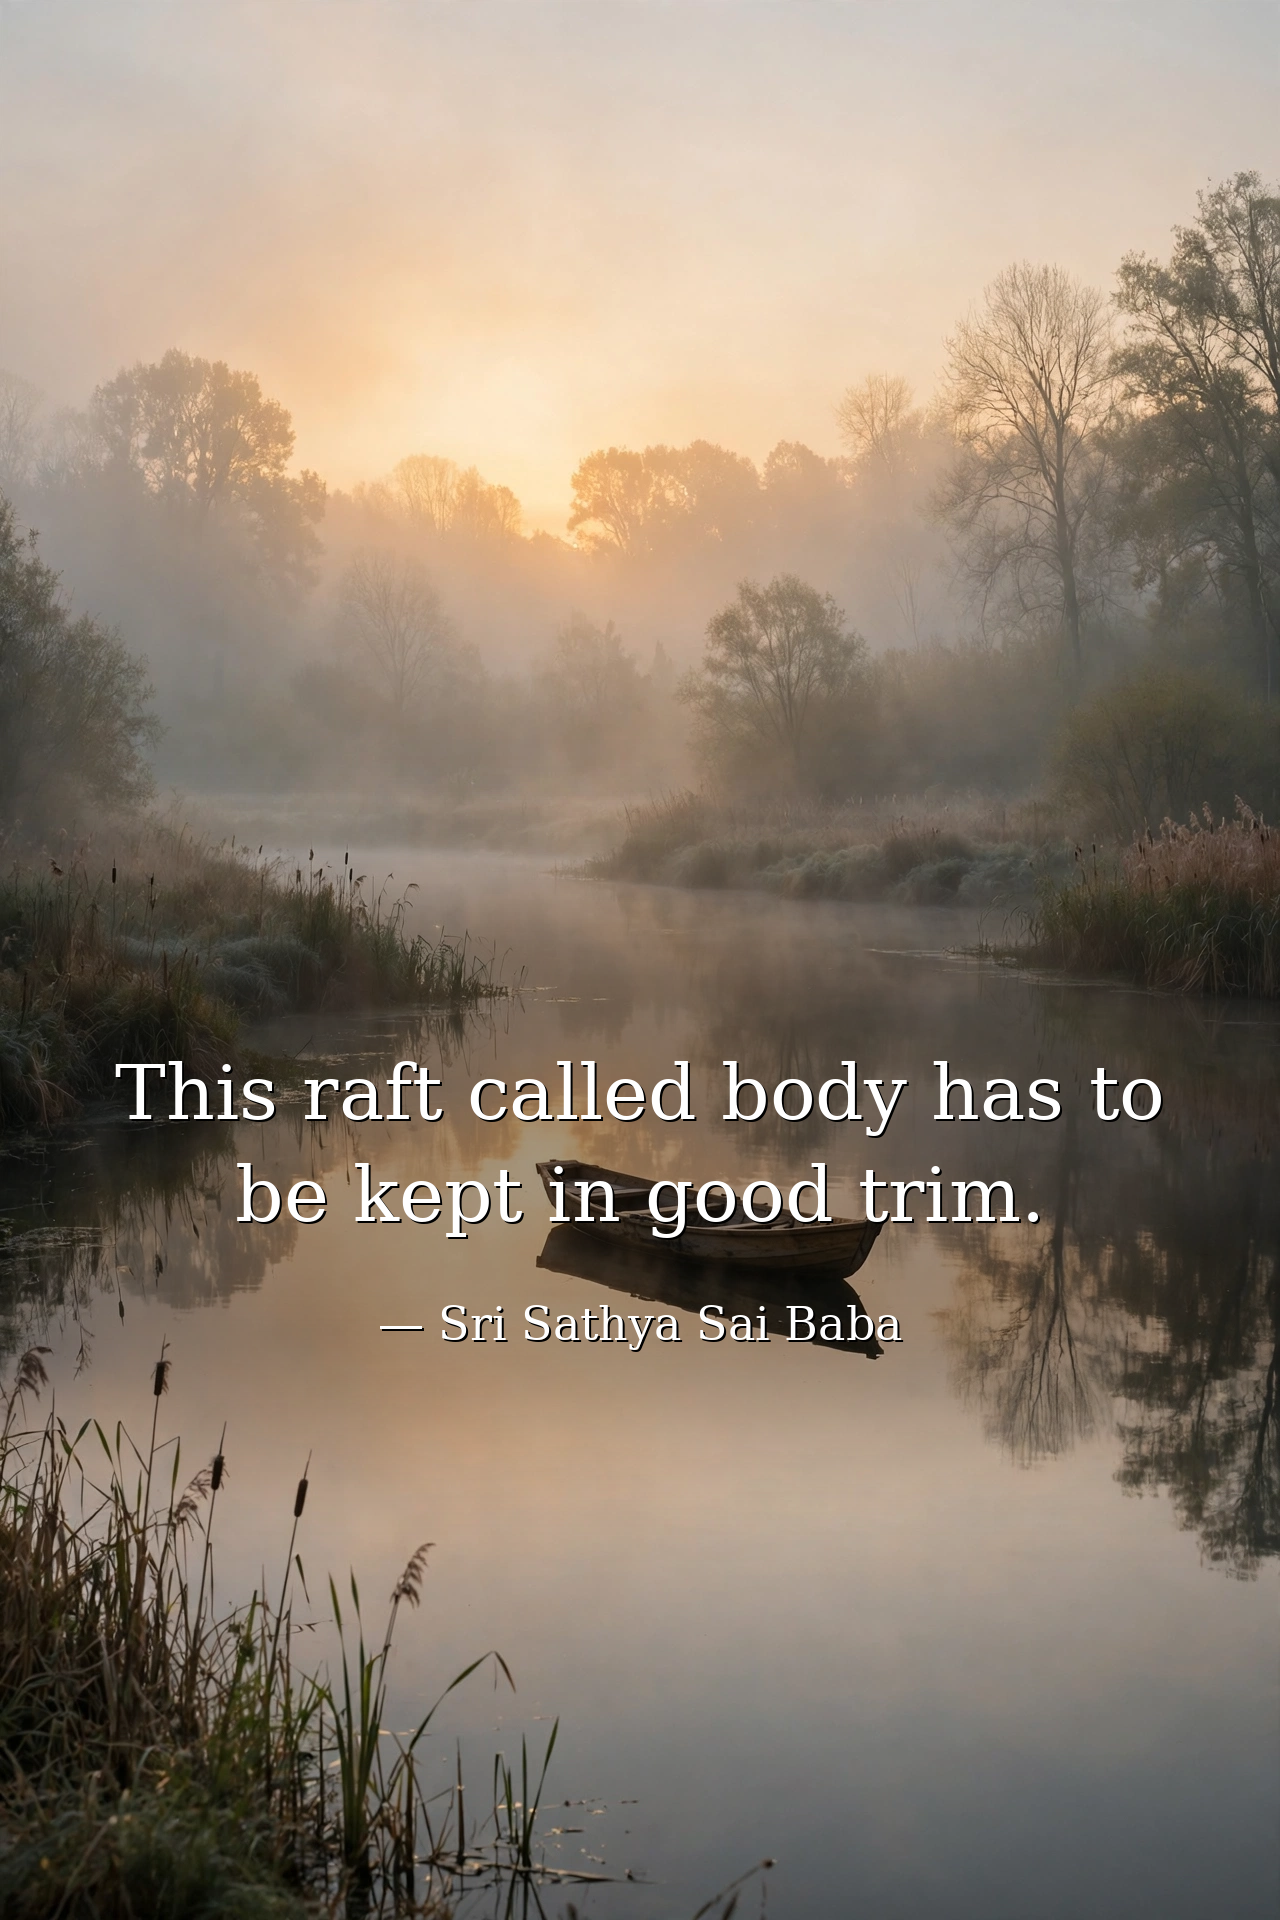 This raft called body has to
be kept in good trim.
— Sri Sathya Sai Baba